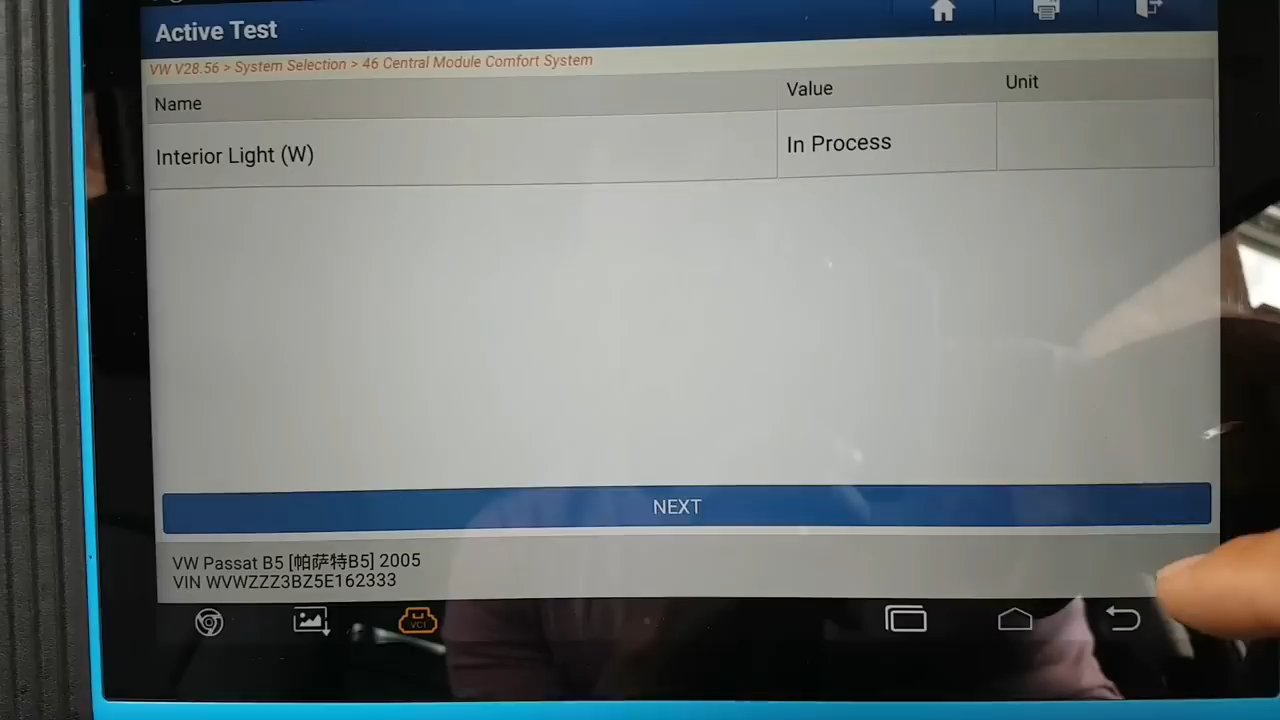 Active Test
VW V28.56 > System Selection > 46 Central Module Comfort System
Name Value Unit
Interior Light (W) In Process
NEXT
VW Passat B5 [帕萨特B5] 2005
VIN WVWZZZ3BZ5E162333
VCI